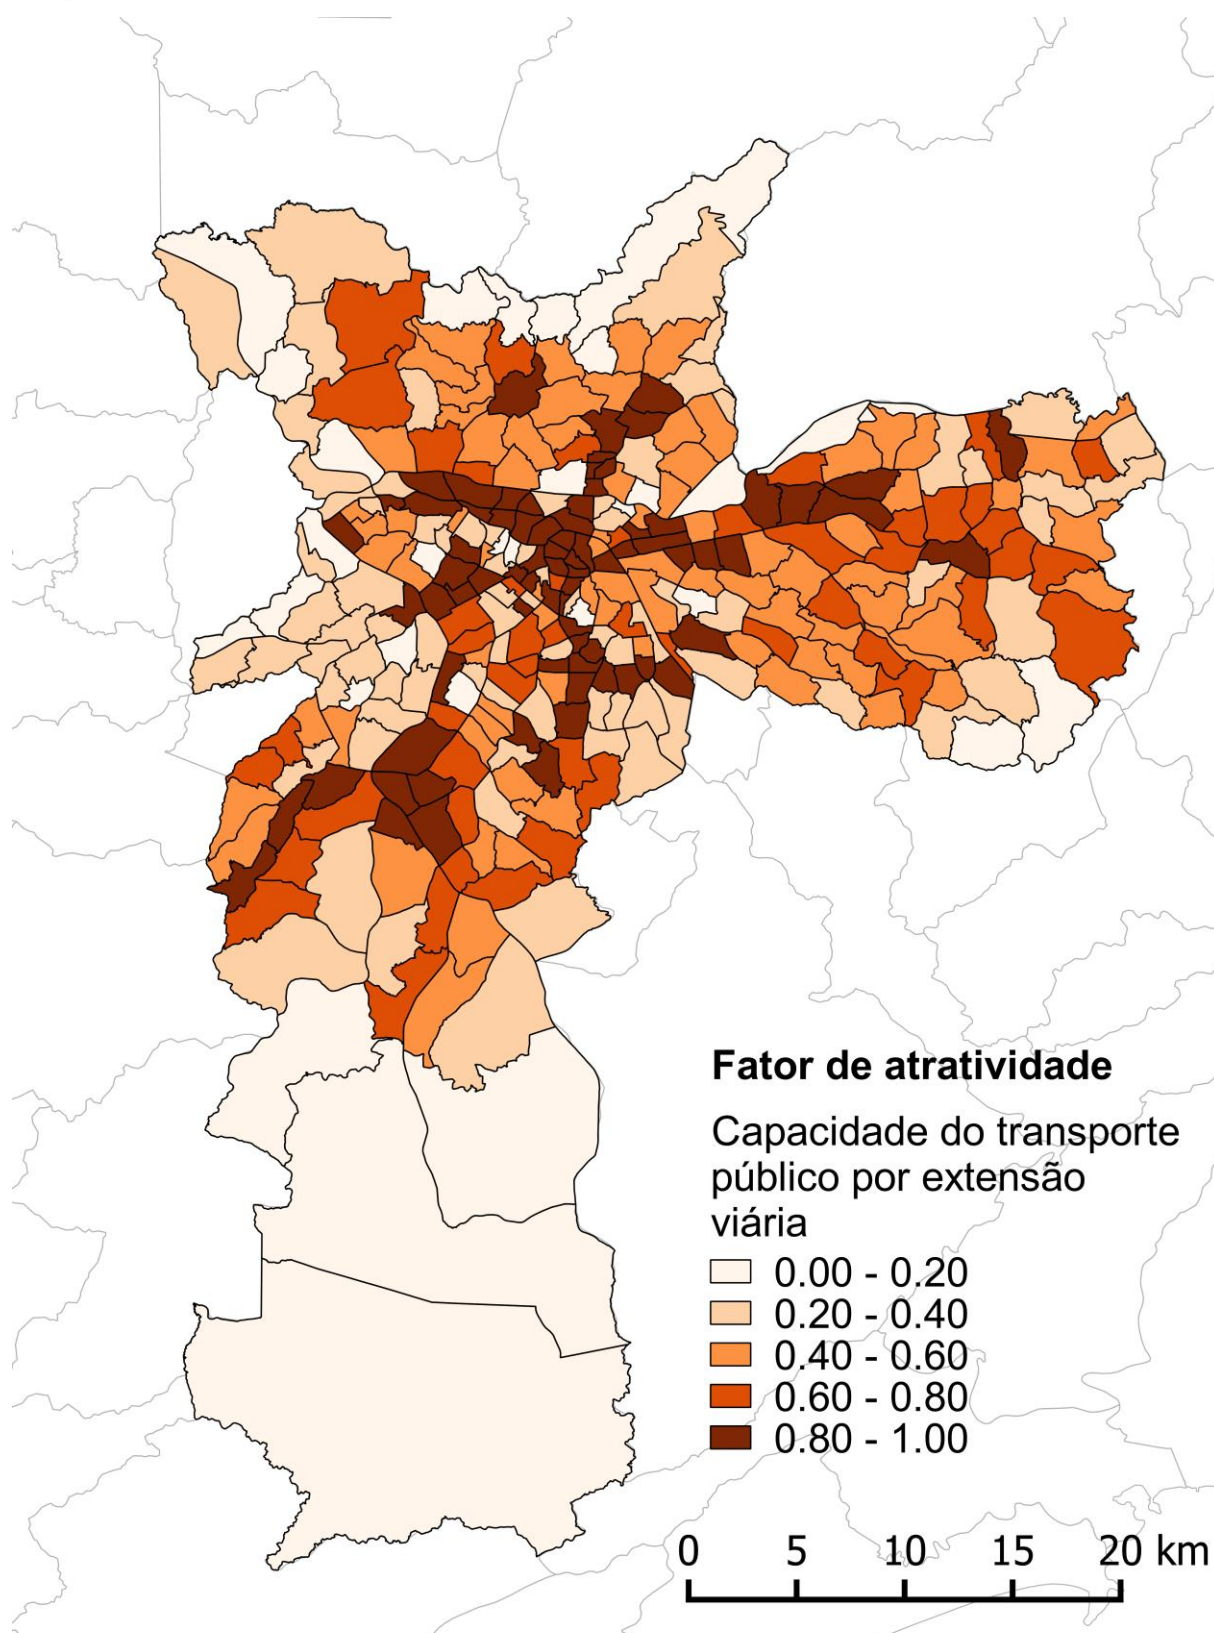 Fator de atratividade
Capacidade do transporte
público por extensão
viária
0.00 - 0.20
0.20 - 0.40
0.40 - 0.60
0.60 - 0.80
0.80 - 1.00
0 5 10 15 20 km